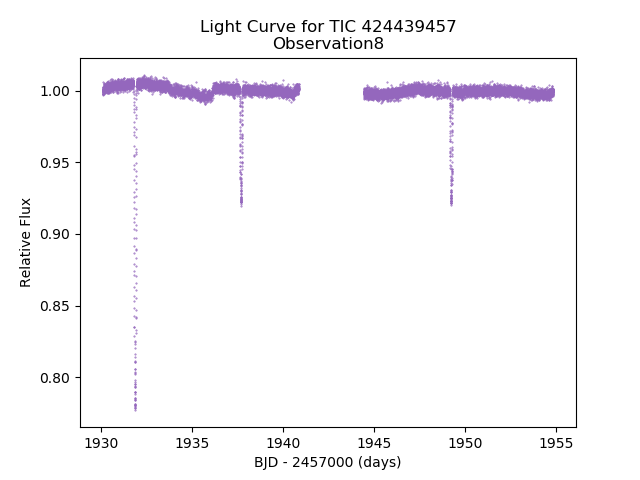 Light Curve for TIC 424439457
Observation8
1.00
0.95
0.90
0.85
0.80
Relative Flux
1930
1935
1940
1945
1950
1955
BJD - 2457000 (days)